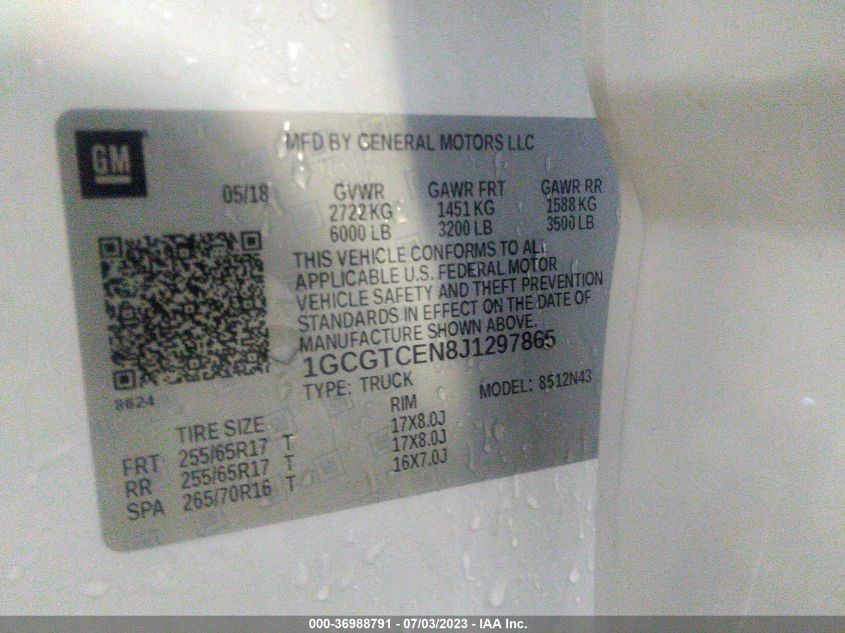 GM
MFD BY GENERAL MOTORS LLC
05/18
GVWR GAWR FRT GAWR RR
2722 KG 1451 KG 1588 KG
6000 LB 3200 LB 3500 LB
THIS VEHICLE CONFORMS TO ALL
APPLICABLE U.S. FEDERAL MOTOR
VEHICLE SAFETY AND THEFT PREVENTION
STANDARDS IN EFFECT ON THE DATE OF
MANUFACTURE SHOWN ABOVE.
1GCGTCEN8J1297865
TYPE: TRUCK MODEL: 8512N43
8624
TIRE SIZE RIM
FRT 255/65R17 T 17X8.0J
RR 255/65R17 T 17X8.0J
SPA 265/70R16 T 16X7.0J
000-36988791 - 07/03/2023 - IAA Inc.